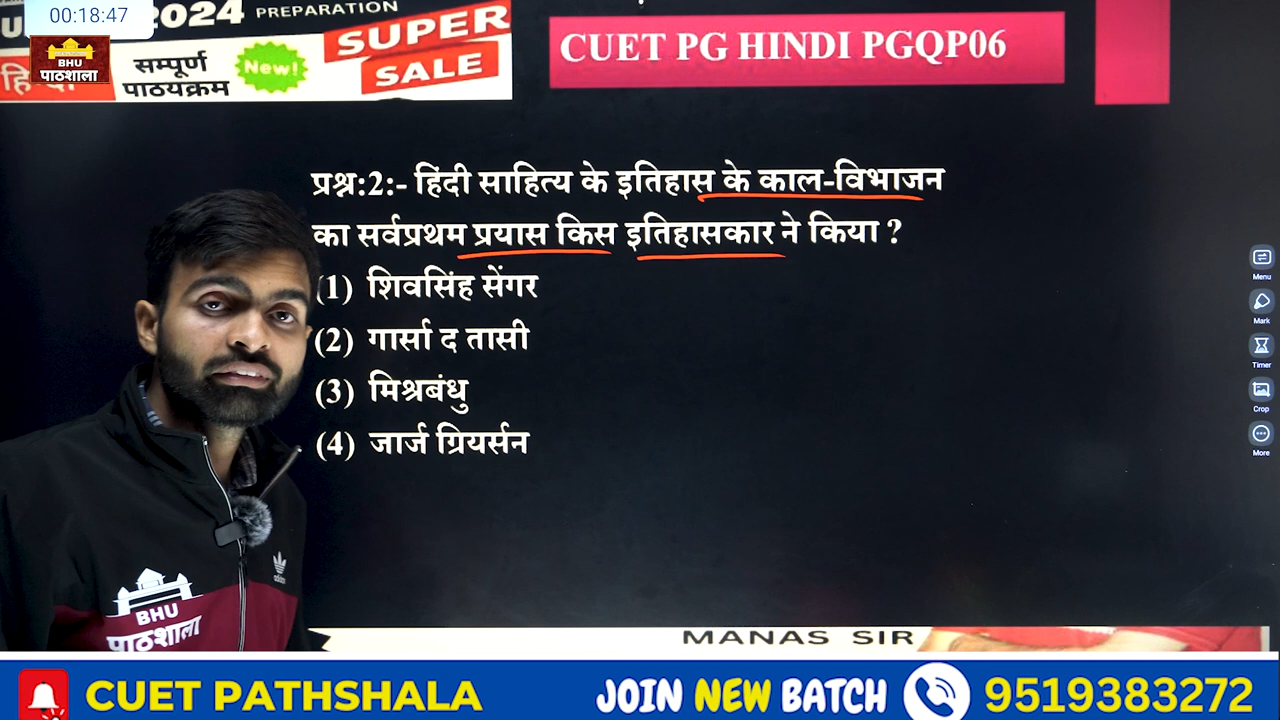 00:18:47
2024 PREPARATION
BHU
पाठशाला
सम्पूर्ण
पाठयक्रम
New!
SUPER
SALE
CUET PG HINDI PGQP06
प्रश्न:2:- हिंदी साहित्य के इतिहास के काल-विभाजन
का सर्वप्रथम प्रयास किस इतिहासकार ने किया ?
(1) शिवसिंह सेंगर
(2) गार्सा द तासी
(3) मिश्रबंधु
(4) जार्ज ग्रियर्सन
Menu
Mark
Timer
Crop
More
adidas
BHU
पाठशाला
MANAS SIR
CUET PATHSHALA
JOIN NEW BATCH
9519383272